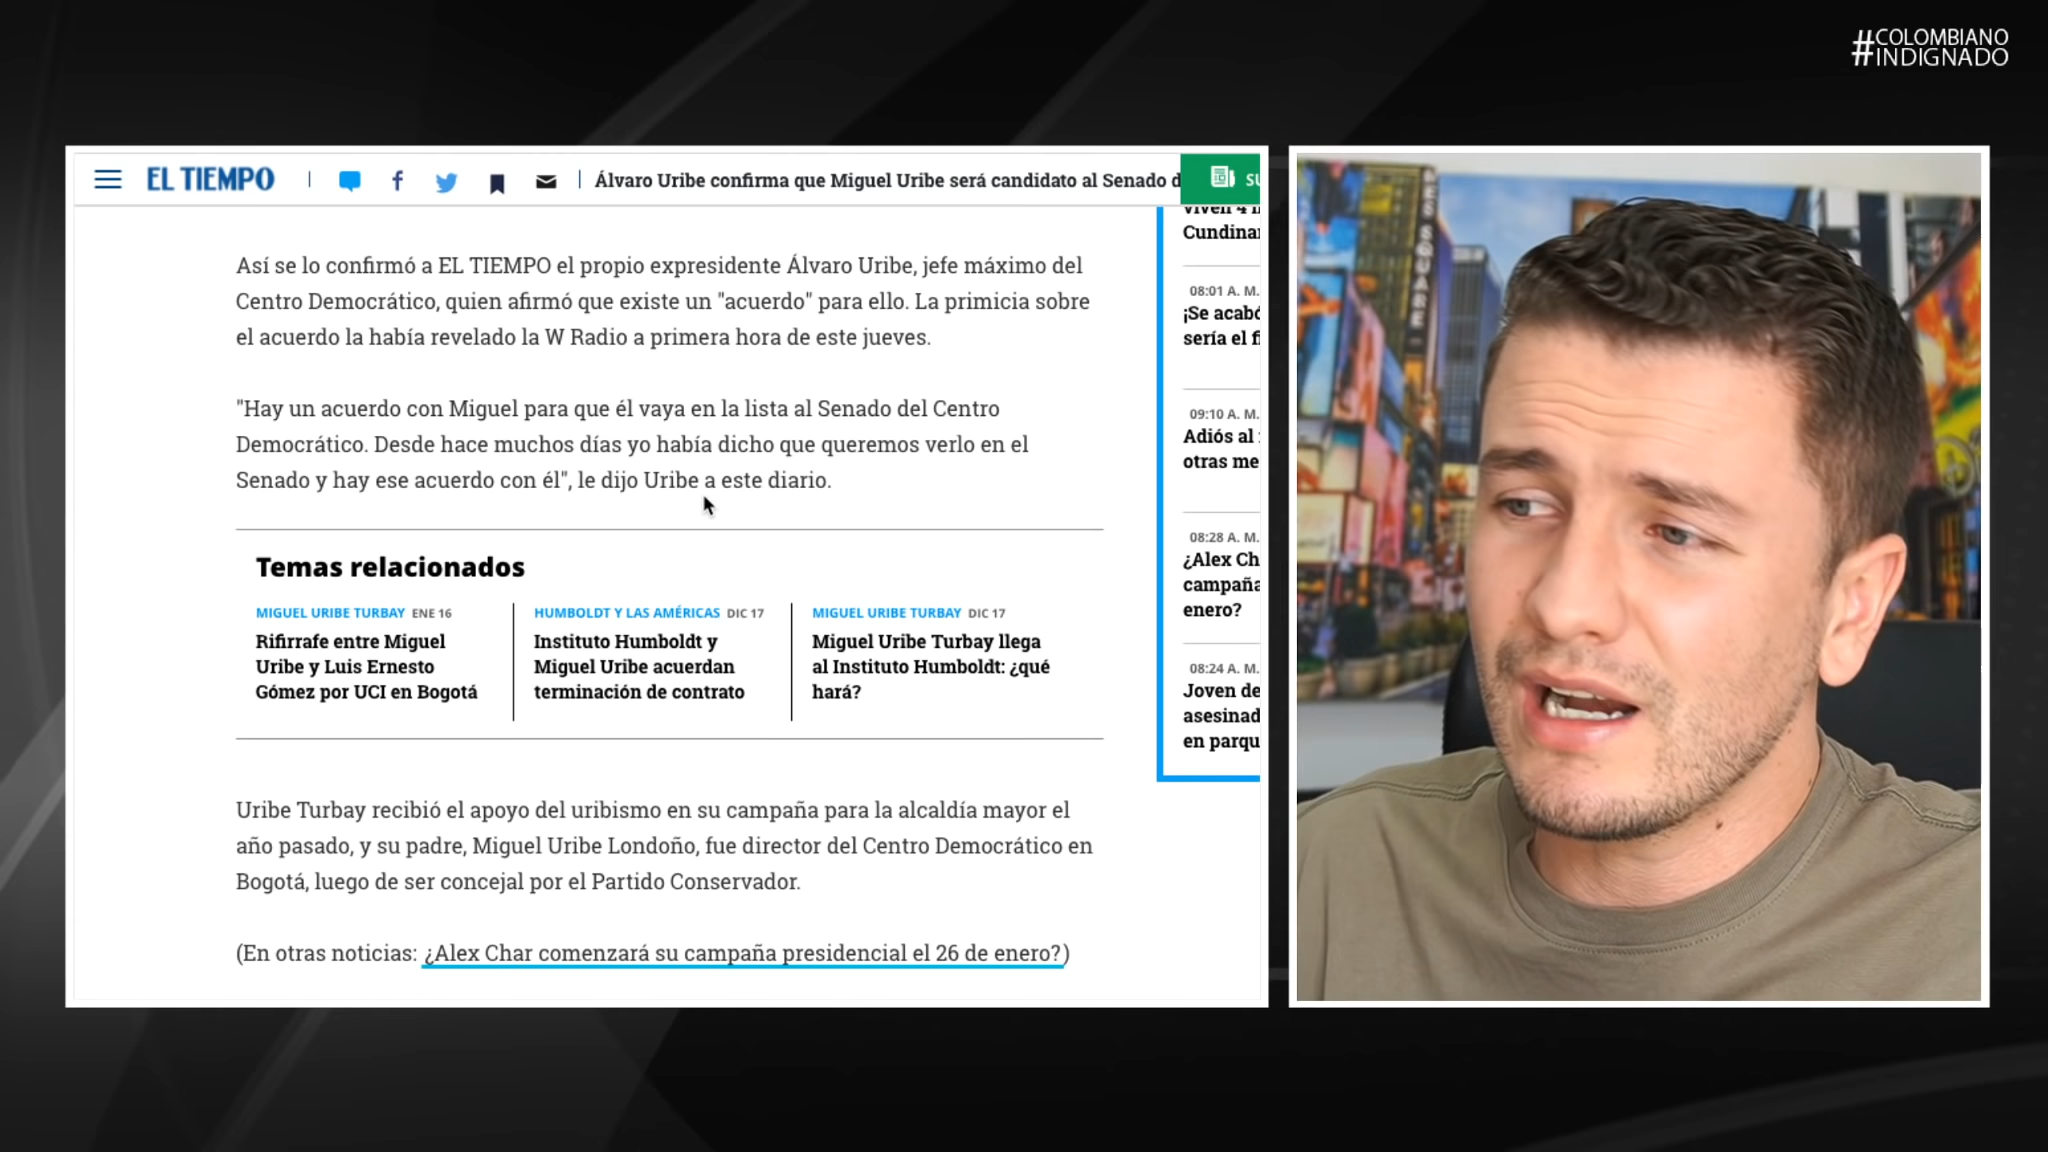 #COLOMBIANO
INDIGNADO
EL TIEMPO
Álvaro Uribe confirma que Miguel Uribe será candidato al Senado d
SU
Así se lo confirmó a EL TIEMPO el propio expresidente Álvaro Uribe, jefe máximo del
Centro Democrático, quien afirmó que existe un "acuerdo" para ello. La primicia sobre
el acuerdo la había revelado la W Radio a primera hora de este jueves.
"Hay un acuerdo con Miguel para que él vaya en la lista al Senado del Centro
Democrático. Desde hace muchos días yo había dicho que queremos verlo en el
Senado y hay ese acuerdo con él", le dijo Uribe a este diario.
Temas relacionados
MIGUEL URIBE TURBAY ENE 16
Rifirrafe entre Miguel
Uribe y Luis Ernesto
Gómez por UCI en Bogotá
HUMBOLDT Y LAS AMÉRICAS DIC 17
Instituto Humboldt y
Miguel Uribe acuerdan
terminación de contrato
MIGUEL URIBE TURBAY DIC 17
Miguel Uribe Turbay llega
al Instituto Humboldt: ¿qué
hará?
Uribe Turbay recibió el apoyo del uribismo en su campaña para la alcaldía mayor el
año pasado, y su padre, Miguel Uribe Londoño, fue director del Centro Democrático en
Bogotá, luego de ser concejal por el Partido Conservador.
(En otras noticias: ¿Alex Char comenzará su campaña presidencial el 26 de enero?)
viven 4
Cundina
08:01 A. M.
¡Se acabó
sería el fi
09:10 A. M.
Adiós al
otras me
08:28 A. M.
¿Alex Ch
campaña
enero?
08:24 A. M.
Joven de
asesinad
en parqu